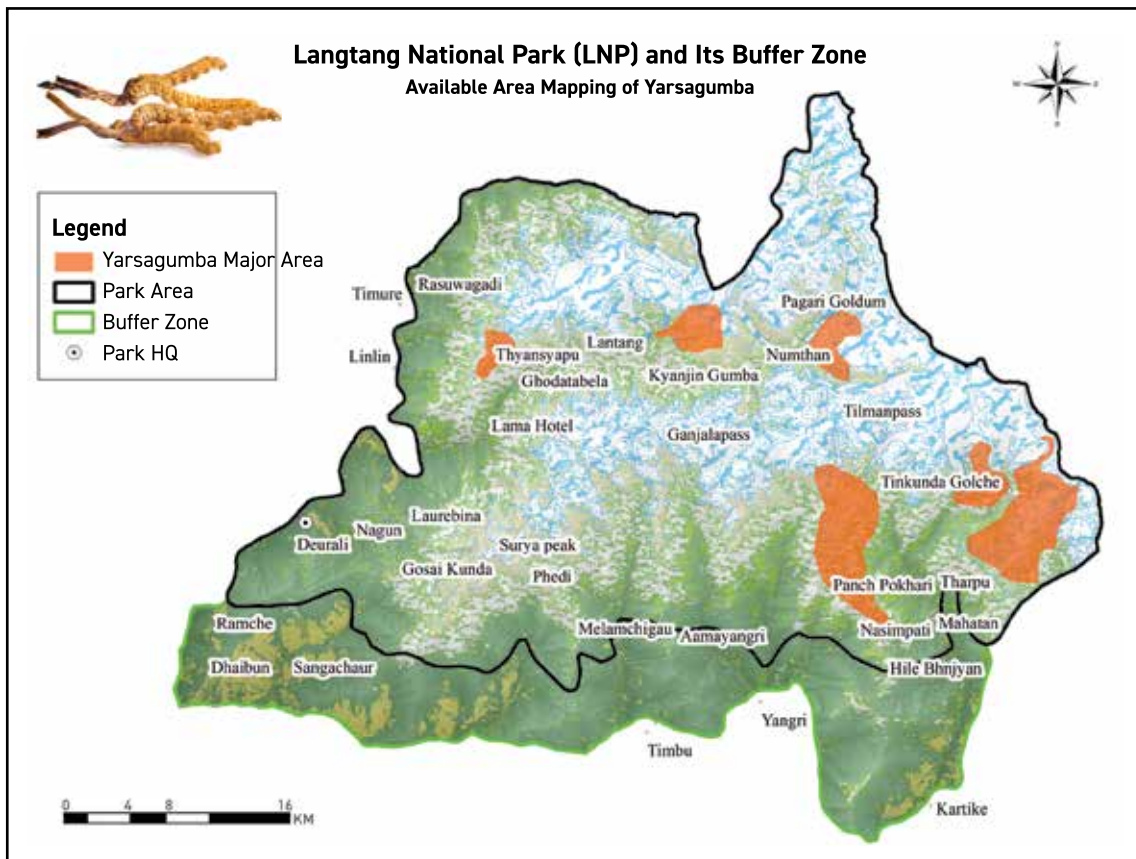 Langtang National Park (LNP) and Its Buffer Zone
Available Area Mapping of Yarsagumba
N
W
E
S
Legend
Yarsagumba Major Area
Park Area
Buffer Zone
Park HQ
Timure
Rasuwagadi
Pagari Goldum
Linlin
Thyansyapu
Lantang
Numthan
Ghodatabela
Kyanjin Gumba
Lama Hotel
Ganjalapass
Tilmanpass
Tinkunda Golche
Laurebina
Nagun
Deurali
Surya peak
Gosai Kunda
Phedi
Panch Pokhari
Tharpu
Ramche
Melamchigau
Aamayangri
Nasimpati
Mahatan
Dhaibun
Sangachaur
Hile Bhnjyan
Yangri
Timbu
Kartike
0 4 8 16
KM